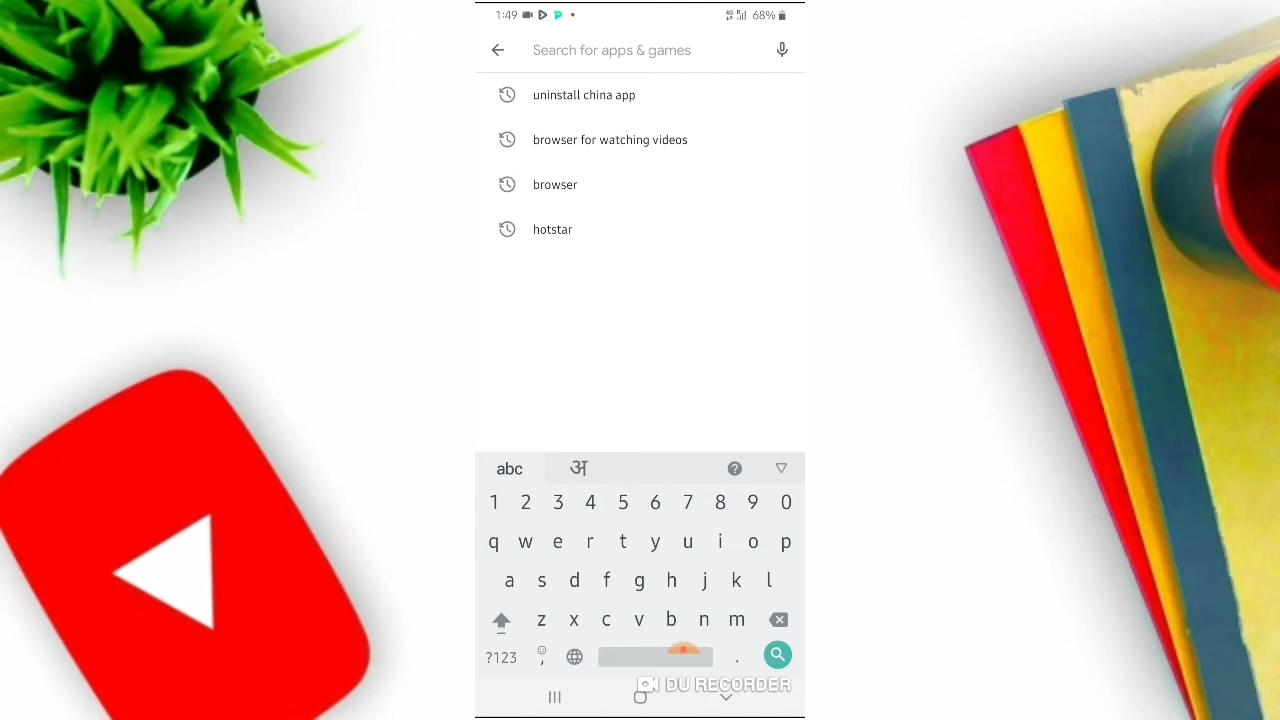 1:49 68%
Search for apps & games
uninstall china app
browser for watching videos
browser
hotstar
abc अ
1 2 3 4 5 6 7 8 9 0
q w e r t y u i o p
a s d f g h j k l
z x c v b n m
?123 , .
DU RECORDER